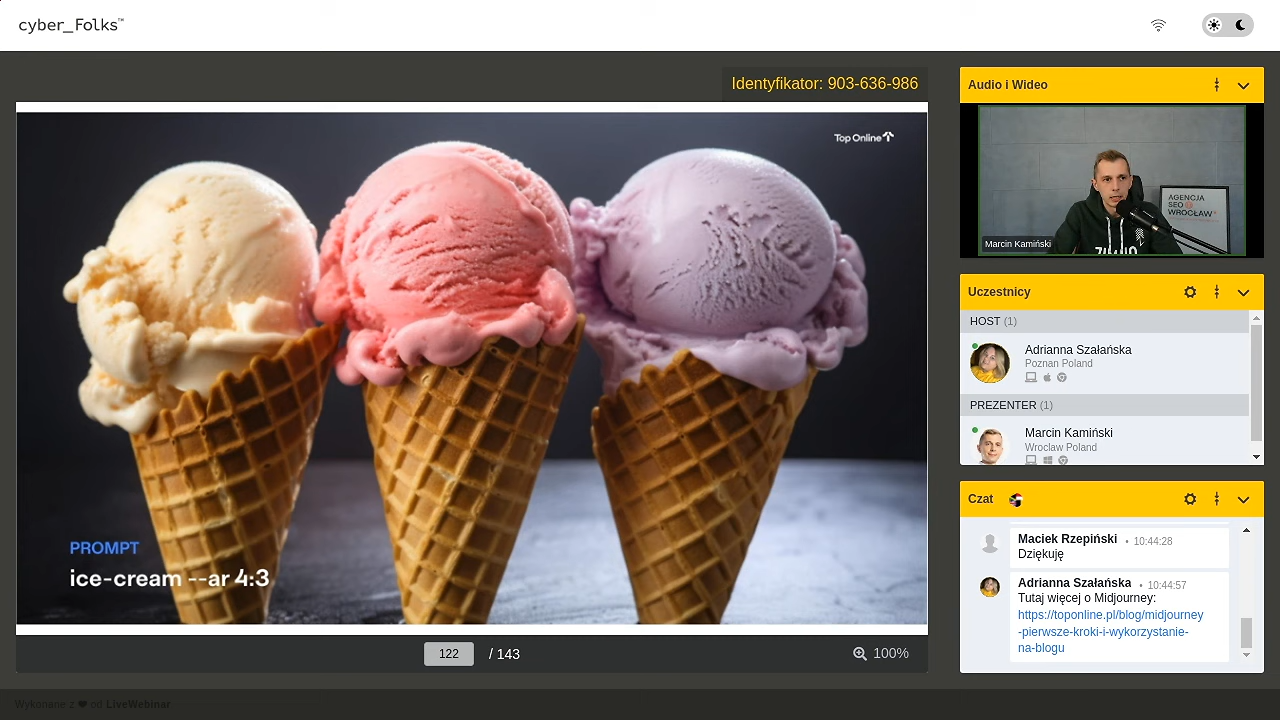 cyber_Folks™
Identyfikator: 903-636-986
Top Online
PROMPT
ice-cream --ar 4:3
122 / 143
100%
Audio i Wideo
AGENCJA
SEO
WROCŁAW
Marcin Kamiński
Uczestnicy
HOST (1)
Adrianna Szałańska
Poznan Poland
PREZENTER (1)
Marcin Kamiński
Wroclaw Poland
Czat
Maciek Rzepiński • 10:44:28
Dziękuję
Adrianna Szałańska • 10:44:57
Tutaj więcej o Midjourney:
https://toponline.pl/blog/midjourney
-pierwsze-kroki-i-wykorzystanie-
na-blogu
Wykonane z ❤ od LiveWebinar